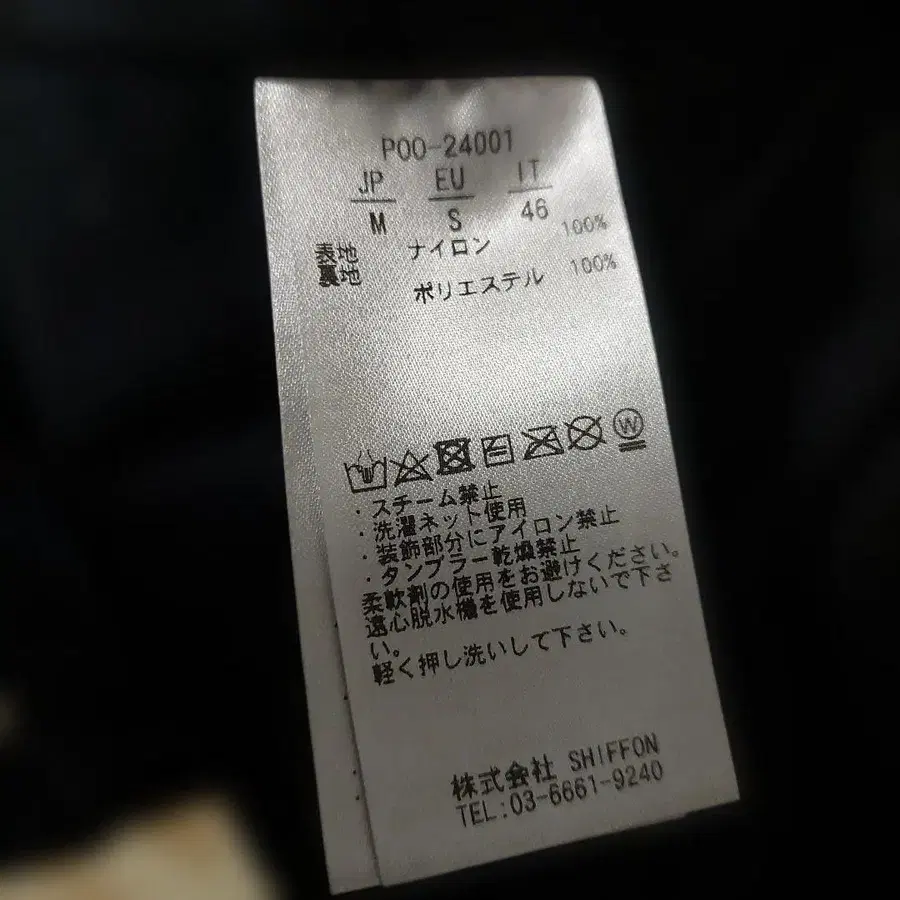 P00-24001
JP EU IT
M S 46
表地 ナイロン 100%
裏地 ポリエステル 100%
W
・スチーム禁止
・洗濯ネット使用
・装飾部分にアイロン禁止
・タンブラー乾燥禁止
柔軟剤の使用をお避けください。
遠心脱水機を使用しないで下さ
い。
軽く押し洗いして下さい。
株式会社 SHIFFON
TEL:03-6661-9240